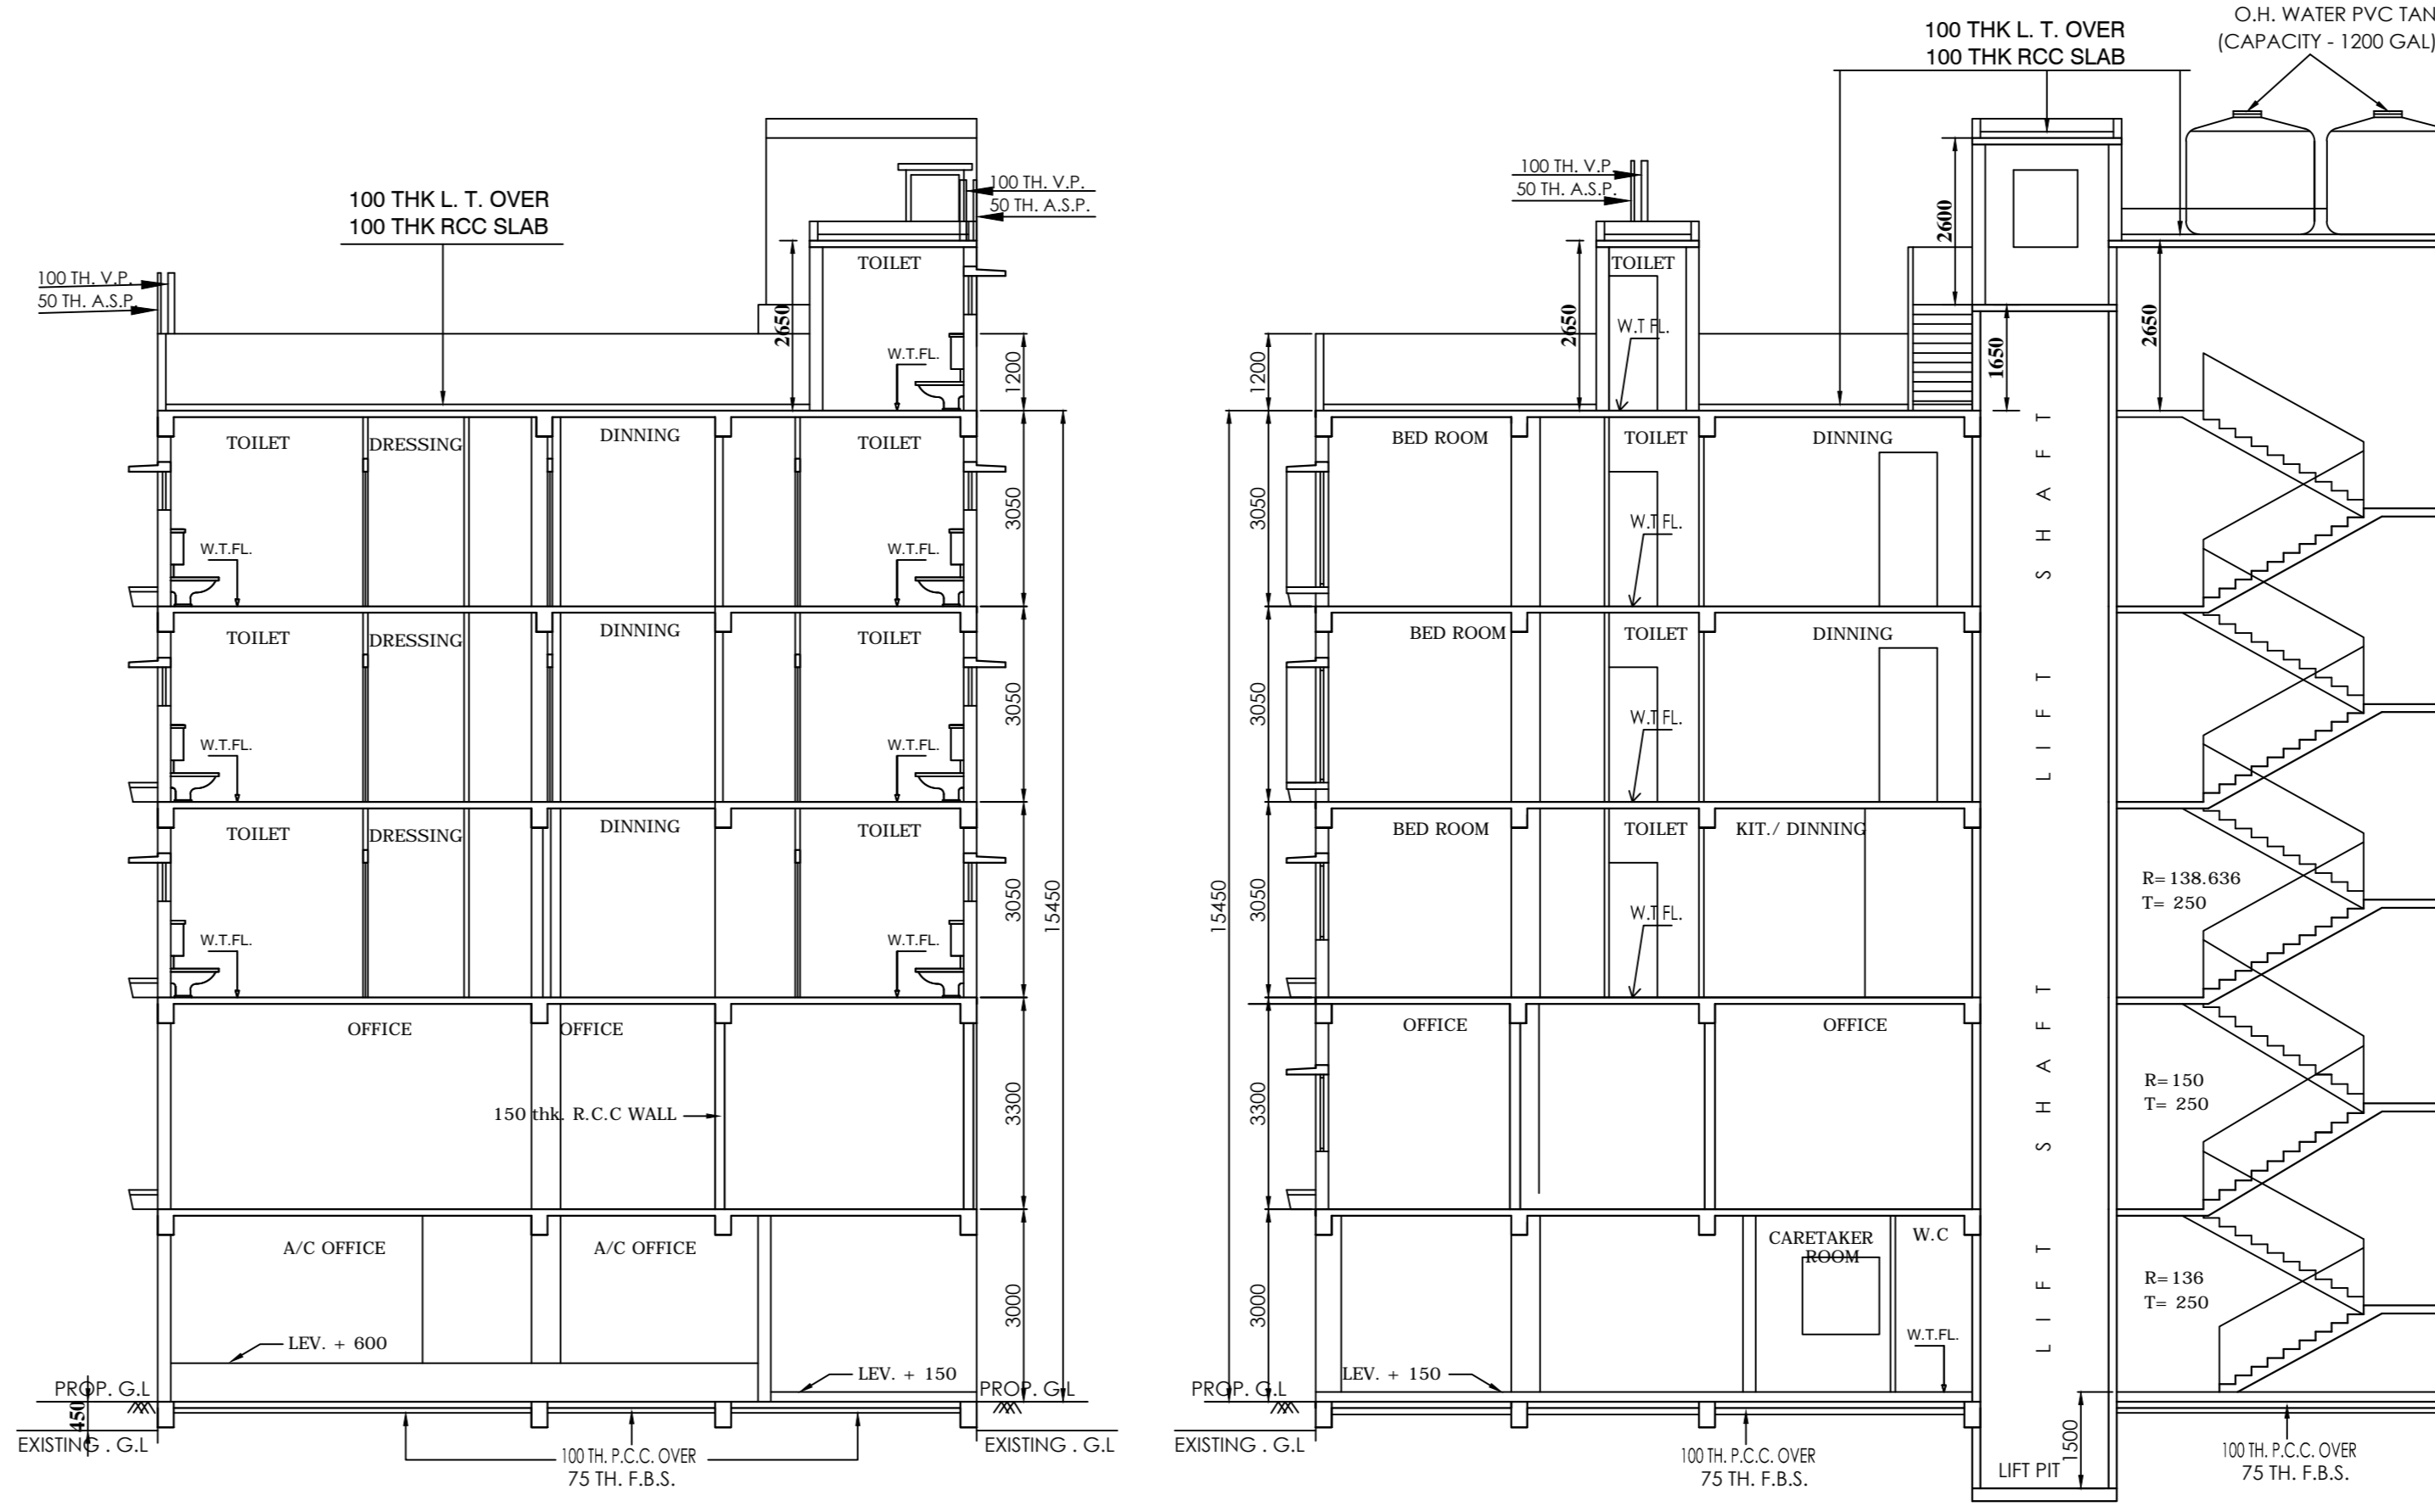 100 THK L. T. OVER
100 THK RCC SLAB
100 TH. V.P.
50 TH. A.S.P.
100 TH. V.P.
50 TH. A.S.P.
TOILET
2650
W.T.FL.
1200
TOILET
DRESSING
DINNING
TOILET
W.T.FL.
W.T.FL.
3050
TOILET
DRESSING
DINNING
TOILET
W.T.FL.
W.T.FL.
3050
TOILET
DRESSING
DINNING
TOILET
W.T.FL.
W.T.FL.
3050
15450
OFFICE
OFFICE
150 thk. R.C.C WALL
3300
A/C OFFICE
A/C OFFICE
3000
LEV. + 600
LEV. + 150
PROP. G.L
PROP. G.L
450
EXISTING . G.L
EXISTING . G.L
100 TH. P.C.C. OVER
75 TH. F.B.S.
100 THK L. T. OVER
100 THK RCC SLAB
O.H. WATER PVC TAN
(CAPACITY - 1200 GAL)
100 TH. V.P.
50 TH. A.S.P.
2600
TOILET
2650
W.T FL.
1200
1650
2650
BED ROOM
TOILET
DINNING
3050
W.T FL.
BED ROOM
TOILET
DINNING
3050
W.T FL.
BED ROOM
TOILET
KIT./ DINNING
3050
W.T FL.
15450
R=138.636
T= 250
OFFICE
OFFICE
3300
R=150
T= 250
LIFT SHAFT
LIFT SHAFT
LIFT
CARETAKER
ROOM
W.C
3000
R=136
T= 250
W.T.FL.
LEV. + 150
PROP. G.L
EXISTING . G.L
100 TH. P.C.C. OVER
75 TH. F.B.S.
LIFT PIT
1500
100 TH. P.C.C. OVER
75 TH. F.B.S.